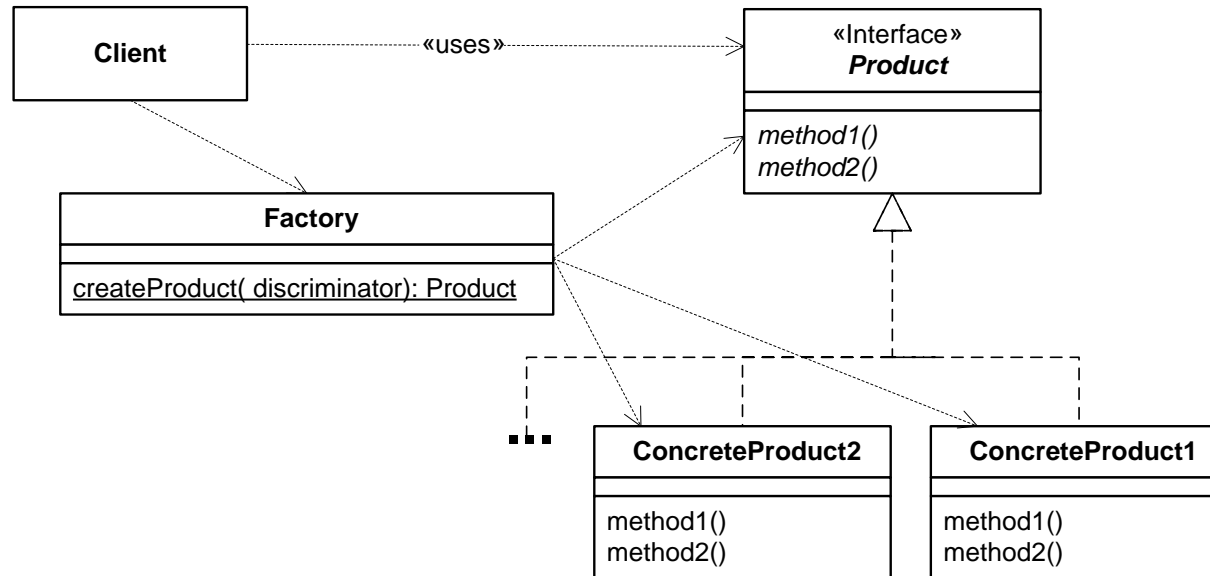 Client
«uses»
«Interface»
Product
method1()
method2()
Factory
createProduct( discriminator): Product
...
ConcreteProduct2
method1()
method2()
ConcreteProduct1
method1()
method2()